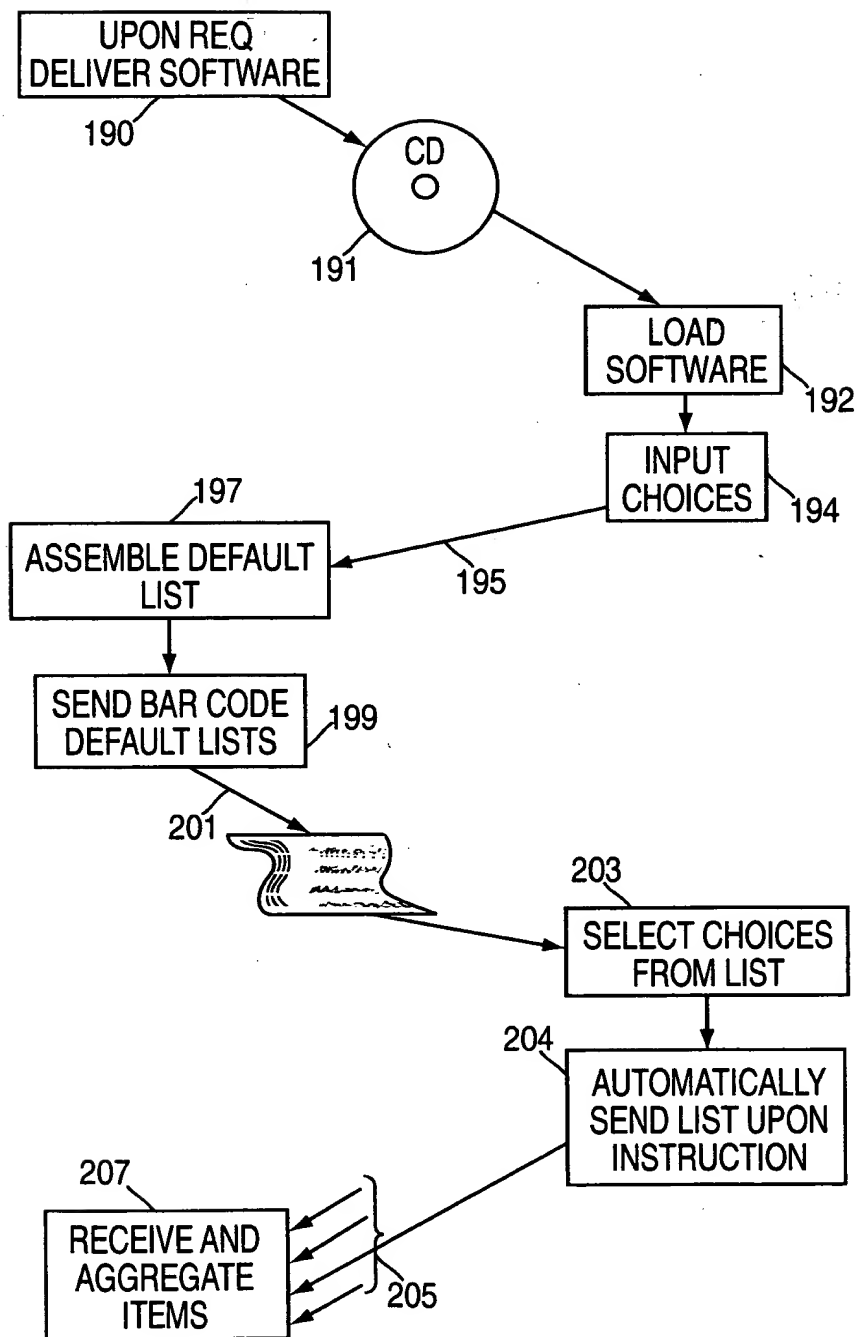 UPON REQ
DELIVER SOFTWARE
190
CD
191
LOAD
SOFTWARE
192
INPUT
CHOICES
194
195
197
ASSEMBLE DEFAULT
LIST
SEND BAR CODE
DEFAULT LISTS
199
201
203
SELECT CHOICES
FROM LIST
204
AUTOMATICALLY
SEND LIST UPON
INSTRUCTION
207
RECEIVE AND
AGGREGATE
ITEMS
205